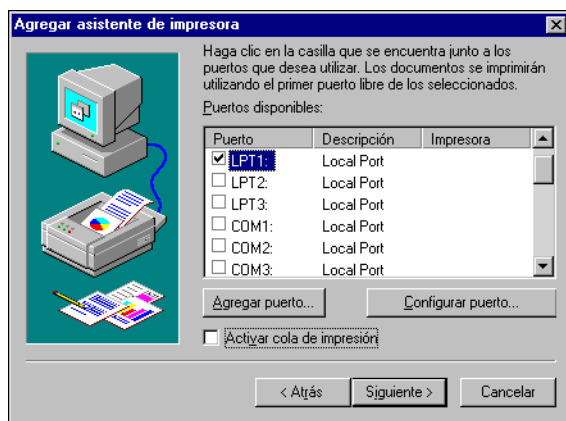 Agregar asistente de impresora
Haga clic en la casilla que se encuentra junto a los
puertos que desea utilizar. Los documentos se imprimirán
utilizando el primer puerto libre de los seleccionados.
Puertos disponibles:
Puerto Descripción Impresora
LPT1: Local Port
LPT2: Local Port
LPT3: Local Port
COM1: Local Port
COM2: Local Port
COM3: Local Port
Agregar puerto... Configurar puerto...
Activar cola de impresión
< Atrás Siguiente > Cancelar